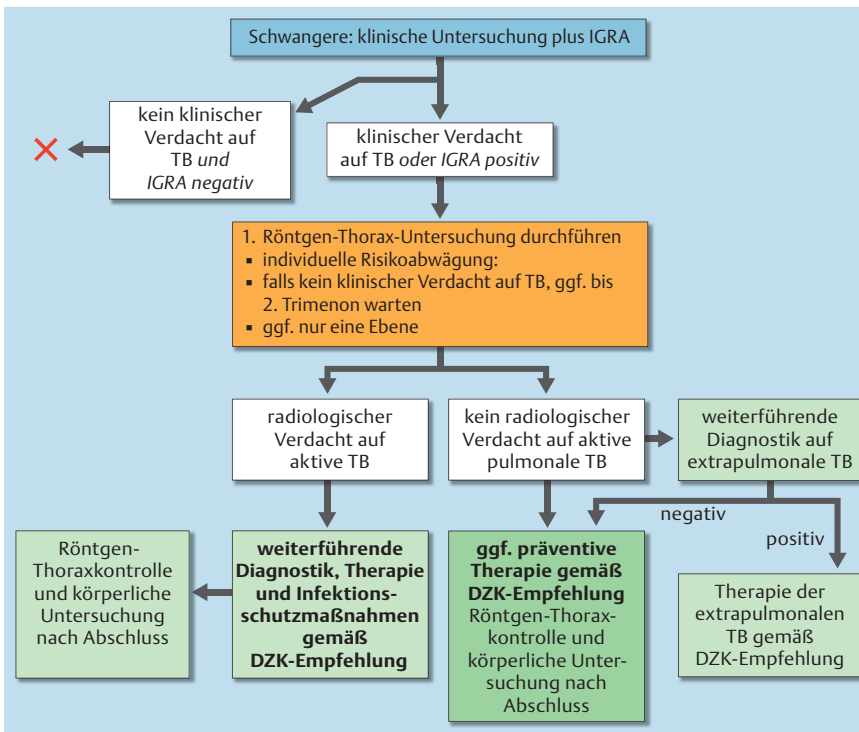 Schwangere: klinische Untersuchung plus IGRA
kein klinischer
Verdacht auf
TB und
IGRA negativ
klinischer Verdacht
auf TB oder IGRA positiv
1. Röntgen-Thorax-Untersuchung durchführen
▪ individuelle Risikoabwägung:
▪ falls kein klinischer Verdacht auf TB, ggf. bis
2. Trimenon warten
▪ ggf. nur eine Ebene
radiologischer
Verdacht auf
aktive TB
kein radiologischer
Verdacht auf aktive
pulmonale TB
weiterführende
Diagnostik auf
extrapulmonale TB
negativ
positiv
Röntgen-
Thoraxkontrolle
und körperliche
Untersuchung
nach Abschluss
weiterführende
Diagnostik, Therapie
und Infektions-
schutzmaßnahmen
gemäß
DZK-Empfehlung
ggf. präventive
Therapie gemäß
DZK-Empfehlung
Röntgen-Thorax-
kontrolle und
körperliche Unter-
suchung nach
Abschluss
Therapie der
extrapulmonalen
TB gemäß
DZK-Empfehlung